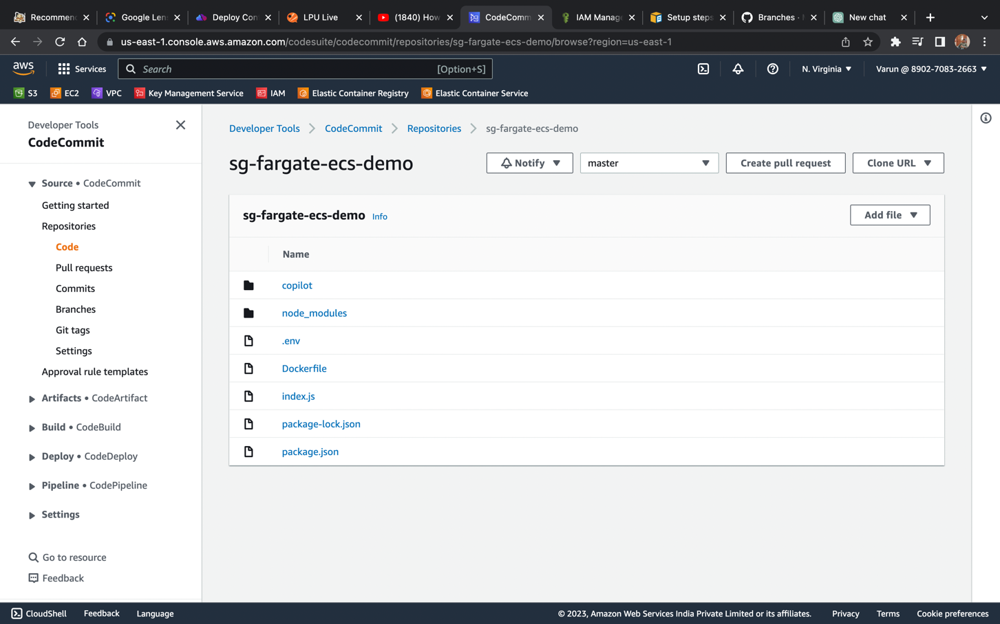 Recommen
Google Len
Deploy Con
LPU Live
(1840) How
CodeComm
IAM Manag
Setup steps
Branches ·
New chat
us-east-1.console.aws.amazon.com/codesuite/codecommit/repositories/sg-fargate-ecs-demo/browse?region=us-east-1
aws
Services
Search
[Option+S]
N. Virginia
Varun @ 8902-7083-2663
S3
EC2
VPC
Key Management Service
IAM
Elastic Container Registry
Elastic Container Service
Developer Tools
CodeCommit
Source • CodeCommit
Getting started
Repositories
Code
Pull requests
Commits
Branches
Git tags
Settings
Approval rule templates
Artifacts • CodeArtifact
Build • CodeBuild
Deploy • CodeDeploy
Pipeline • CodePipeline
Settings
Go to resource
Feedback
Developer Tools
CodeCommit
Repositories
sg-fargate-ecs-demo
sg-fargate-ecs-demo
Notify
master
Create pull request
Clone URL
sg-fargate-ecs-demo Info
Add file
Name
copilot
node_modules
.env
Dockerfile
index.js
package-lock.json
package.json
CloudShell
Feedback
Language
© 2023, Amazon Web Services India Private Limited or its affiliates.
Privacy
Terms
Cookie preferences